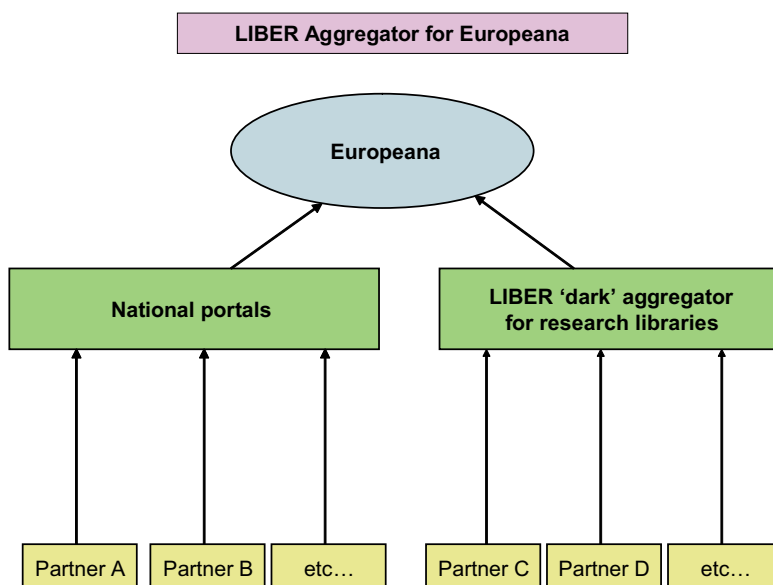 LIBER Aggregator for Europeana
Europeana
National portals
LIBER ‘dark’ aggregator
for research libraries
Partner A
Partner B
etc…
Partner C
Partner D
etc…